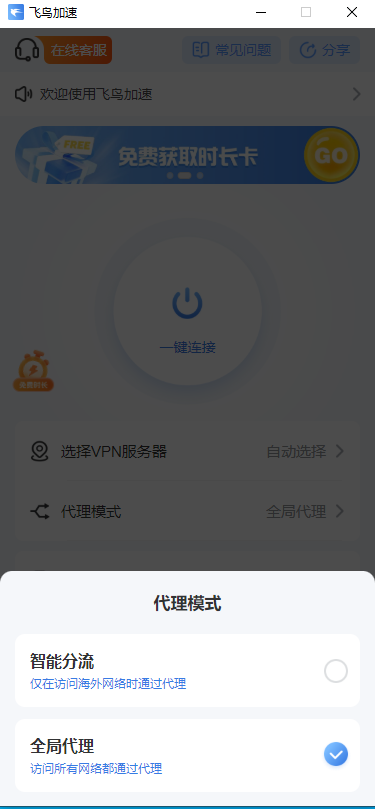 飞鸟加速
在线客服
常见问题
分享
欢迎使用飞鸟加速
FREE
免费获取时长卡
GO
一键连接
免费时长
选择VPN服务器
自动选择
代理模式
全局代理
代理模式
智能分流
仅在访问海外网络时通过代理
全局代理
访问所有网络都通过代理